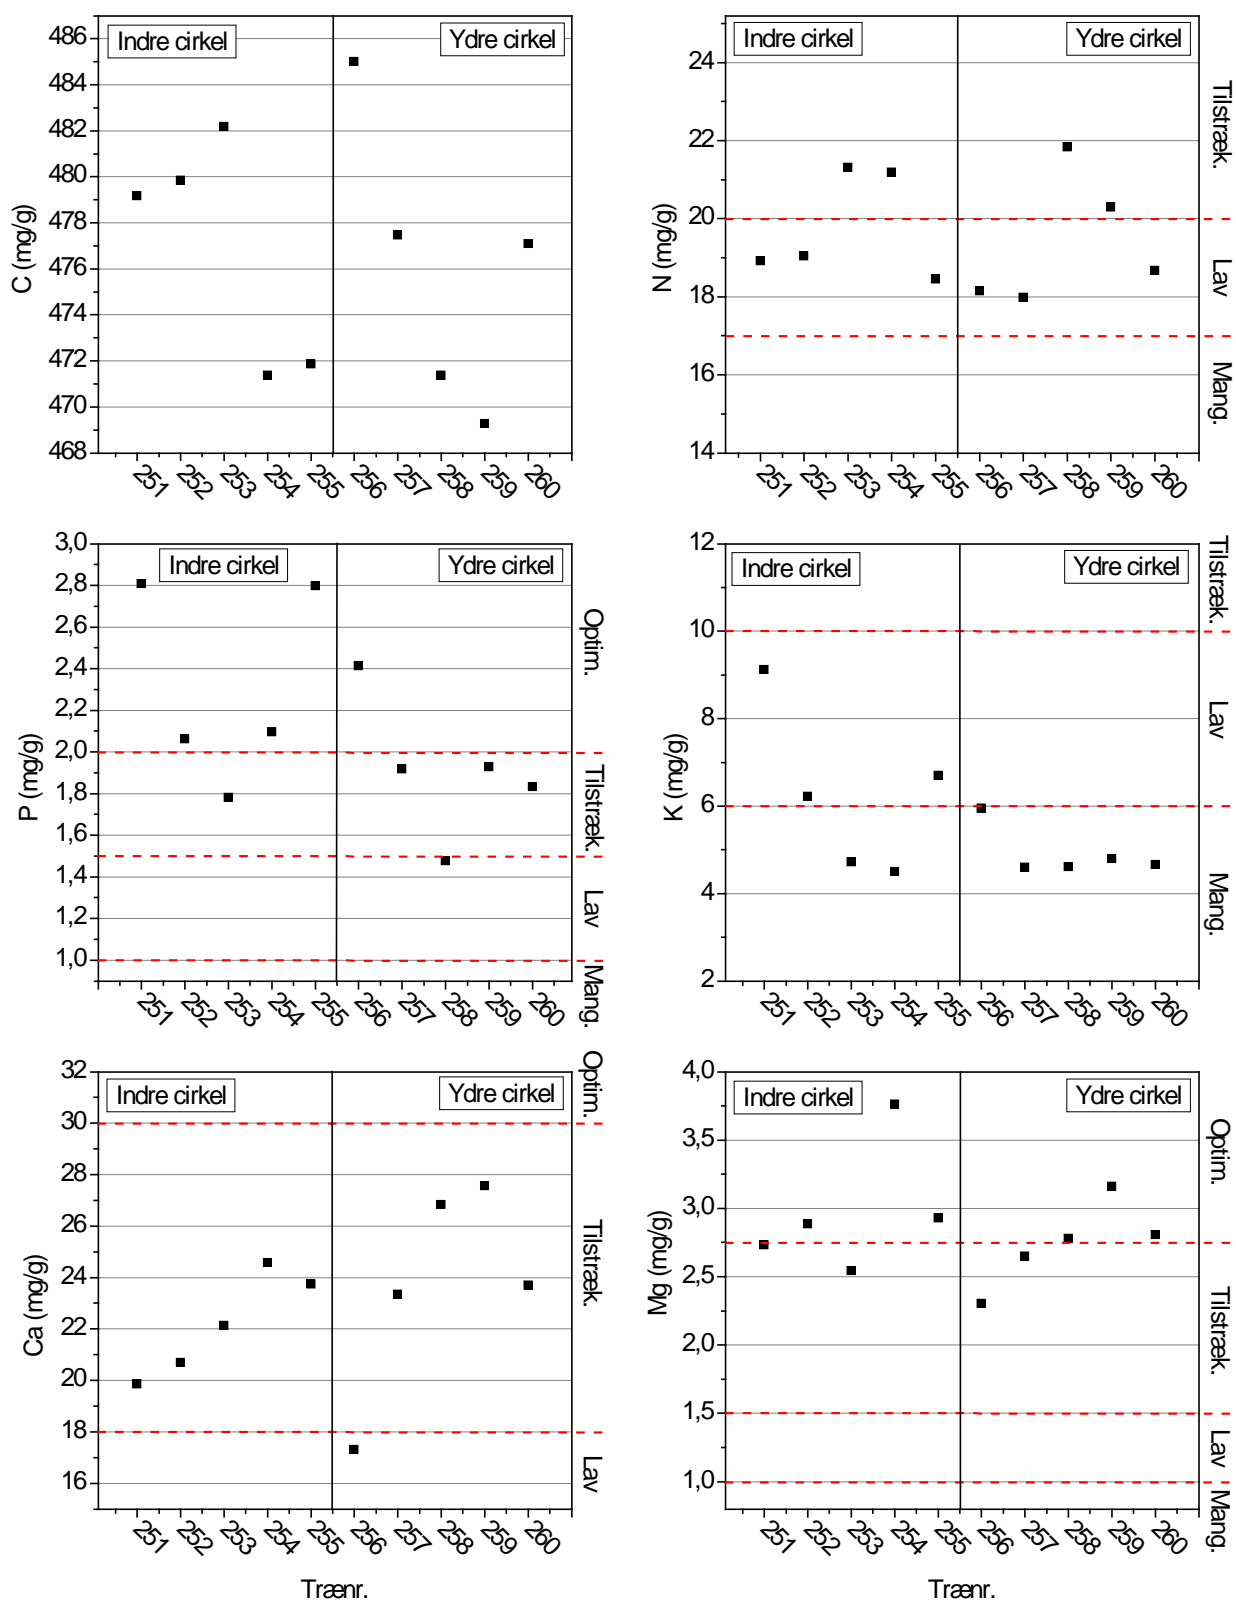 Indre cirkel
Ydre cirkel
C (mg/g)
486
484
482
480
478
476
474
472
470
468
251 252 253 254 255 256 257 258 259 260
Indre cirkel
Ydre cirkel
N (mg/g)
24
22
20
18
16
14
251 252 253 254 255 256 257 258 259 260
Tilstræk.
Lav
Mang.
Indre cirkel
Ydre cirkel
P (mg/g)
3,0
2,8
2,6
2,4
2,2
2,0
1,8
1,6
1,4
1,2
1,0
251 252 253 254 255 256 257 258 259 260
Optim.
Tilstræk.
Lav
Mang.
Indre cirkel
Ydre cirkel
K (mg/g)
12
10
8
6
4
2
251 252 253 254 255 256 257 258 259 260
Tilstræk.
Lav
Mang.
Indre cirkel
Ydre cirkel
Ca (mg/g)
32
30
28
26
24
22
20
18
16
251 252 253 254 255 256 257 258 259 260
Trænr.
Optim.
Tilstræk.
Lav
Indre cirkel
Ydre cirkel
Mg (mg/g)
4,0
3,5
3,0
2,5
2,0
1,5
1,0
251 252 253 254 255 256 257 258 259 260
Trænr.
Optim.
Tilstræk.
Lav
Mang.